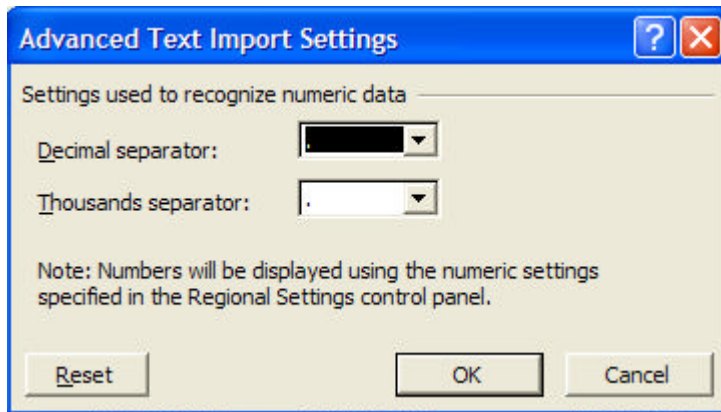 Advanced Text Import Settings
Settings used to recognize numeric data
Decimal separator: ,
Thousands separator: .
Note: Numbers will be displayed using the numeric settings
specified in the Regional Settings control panel.
Reset OK Cancel